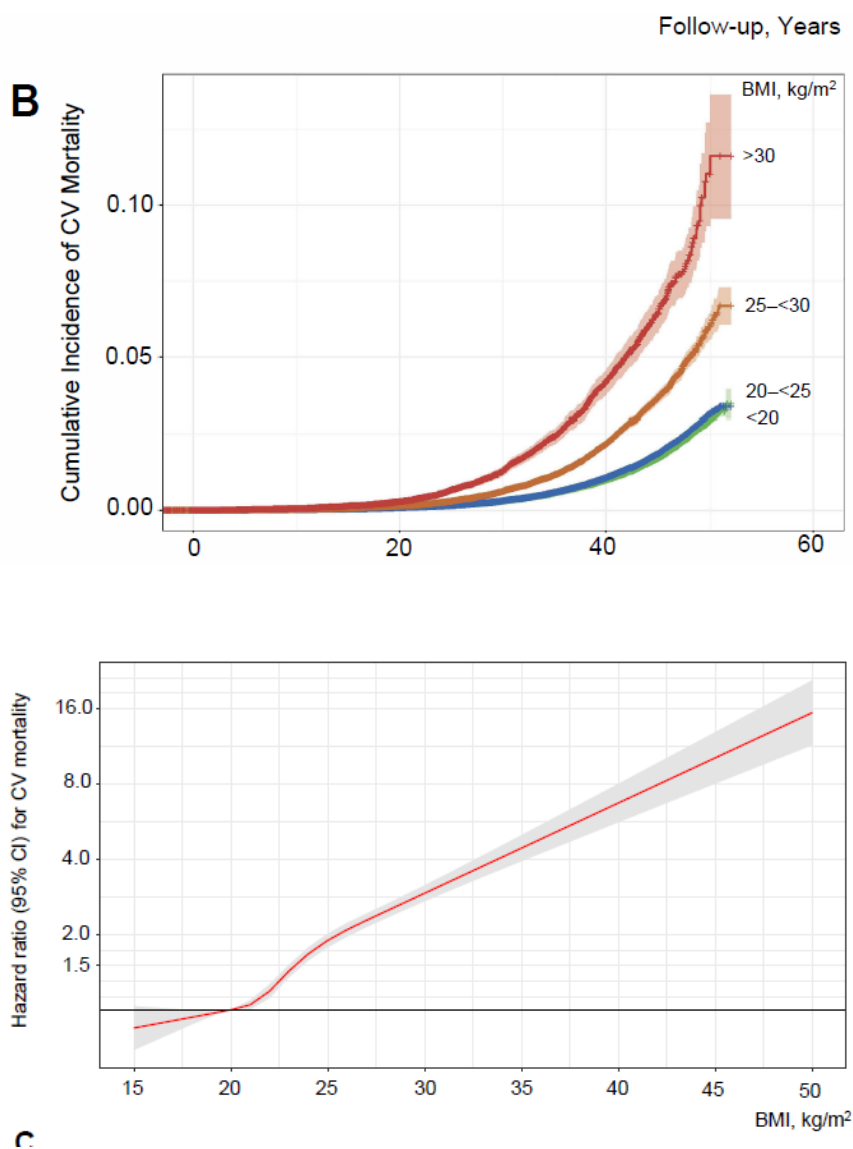 Follow-up, Years
B
BMI, kg/m²
Cumulative Incidence of CV Mortality
>30
0.10
25–<30
0.05
20–<25
<20
0.00
0 20 40 60
Hazard ratio (95% CI) for CV mortality
16.0
8.0
4.0
2.0
1.5
15 20 25 30 35 40 45 50
BMI, kg/m²
C